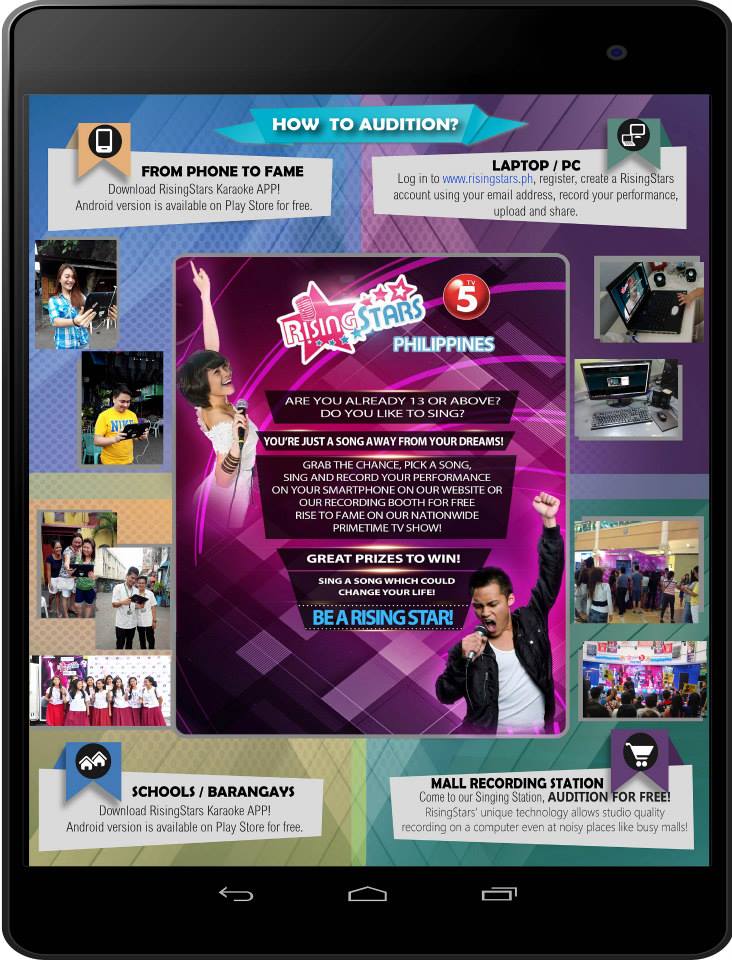 HOW TO AUDITION?
FROM PHONE TO FAME
Download RisingStars Karaoke APP!
Android version is available on Play Store for free.
LAPTOP / PC
Log in to www.risingstars.ph, register, create a RisingStars
account using your email address, record your performance,
upload and share.
RISING STARS
TV
5
PHILIPPINES
ARE YOU ALREADY 13 OR ABOVE?
DO YOU LIKE TO SING?
YOU'RE JUST A SONG AWAY FROM YOUR DREAMS!
GRAB THE CHANCE, PICK A SONG,
SING AND RECORD YOUR PERFORMANCE
ON YOUR SMARTPHONE ON OUR WEBSITE OR
OUR RECORDING BOOTH FOR FREE
RISE TO FAME ON OUR NATIONWIDE
PRIMETIME TV SHOW!
GREAT PRIZES TO WIN!
SING A SONG WHICH COULD
CHANGE YOUR LIFE!
BE A RISING STAR!
NIKE
SCHOOLS / BARANGAYS
Download RisingStars Karaoke APP!
Android version is available on Play Store for free.
MALL RECORDING STATION
Come to our Singing Station, AUDITION FOR FREE!
RisingStars' unique technology allows studio quality
recording on a computer even at noisy places like busy malls!